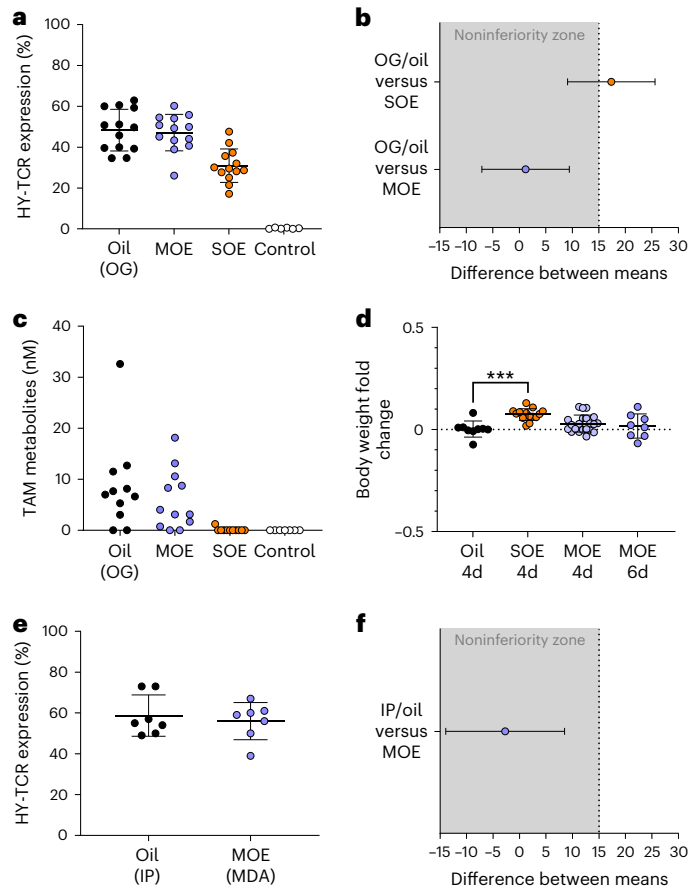 a
HY-TCR expression (%)
100
80
60
40
20
0
Oil
(OG)
MOE
SOE
Control
b
Noninferiority zone
OG/oil
versus
SOE
OG/oil
versus
MOE
–15
–10
–5
0
5
10
15
20
25
30
Difference between means
c
TAM metabolites (nM)
40
30
20
10
0
Oil
(OG)
MOE
SOE
Control
d
Body weight fold
change
0.5
0
–0.5
***
Oil
4d
SOE
4d
MOE
4d
MOE
6d
e
HY-TCR expression (%)
100
80
60
40
20
0
Oil
(IP)
MOE
(MDA)
f
Noninferiority zone
IP/oil
versus
MOE
–15
–10
–5
0
5
10
15
20
25
30
Difference between means